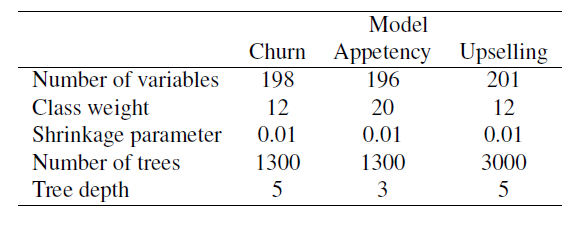 Model
Churn Appetency Upselling
Number of variables 198 196 201
Class weight 12 20 12
Shrinkage parameter 0.01 0.01 0.01
Number of trees 1300 1300 3000
Tree depth 5 3 5